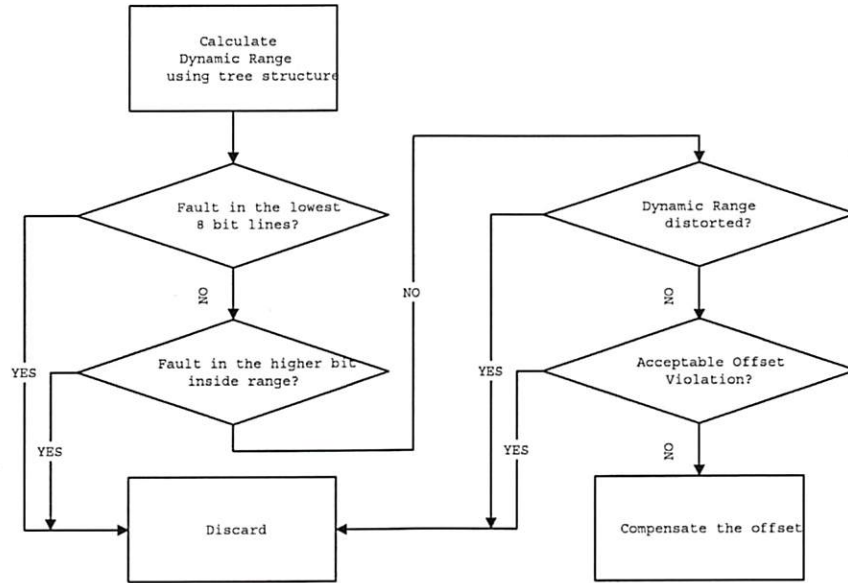 Calculate
Dynamic Range
using tree structure
Fault in the lowest
8 bit lines?
NO
YES
Fault in the higher bit
inside range?
YES
NO
Discard
Dynamic Range
distorted?
NO
YES
Acceptable Offset
Violation?
YES
NO
Compensate the offset